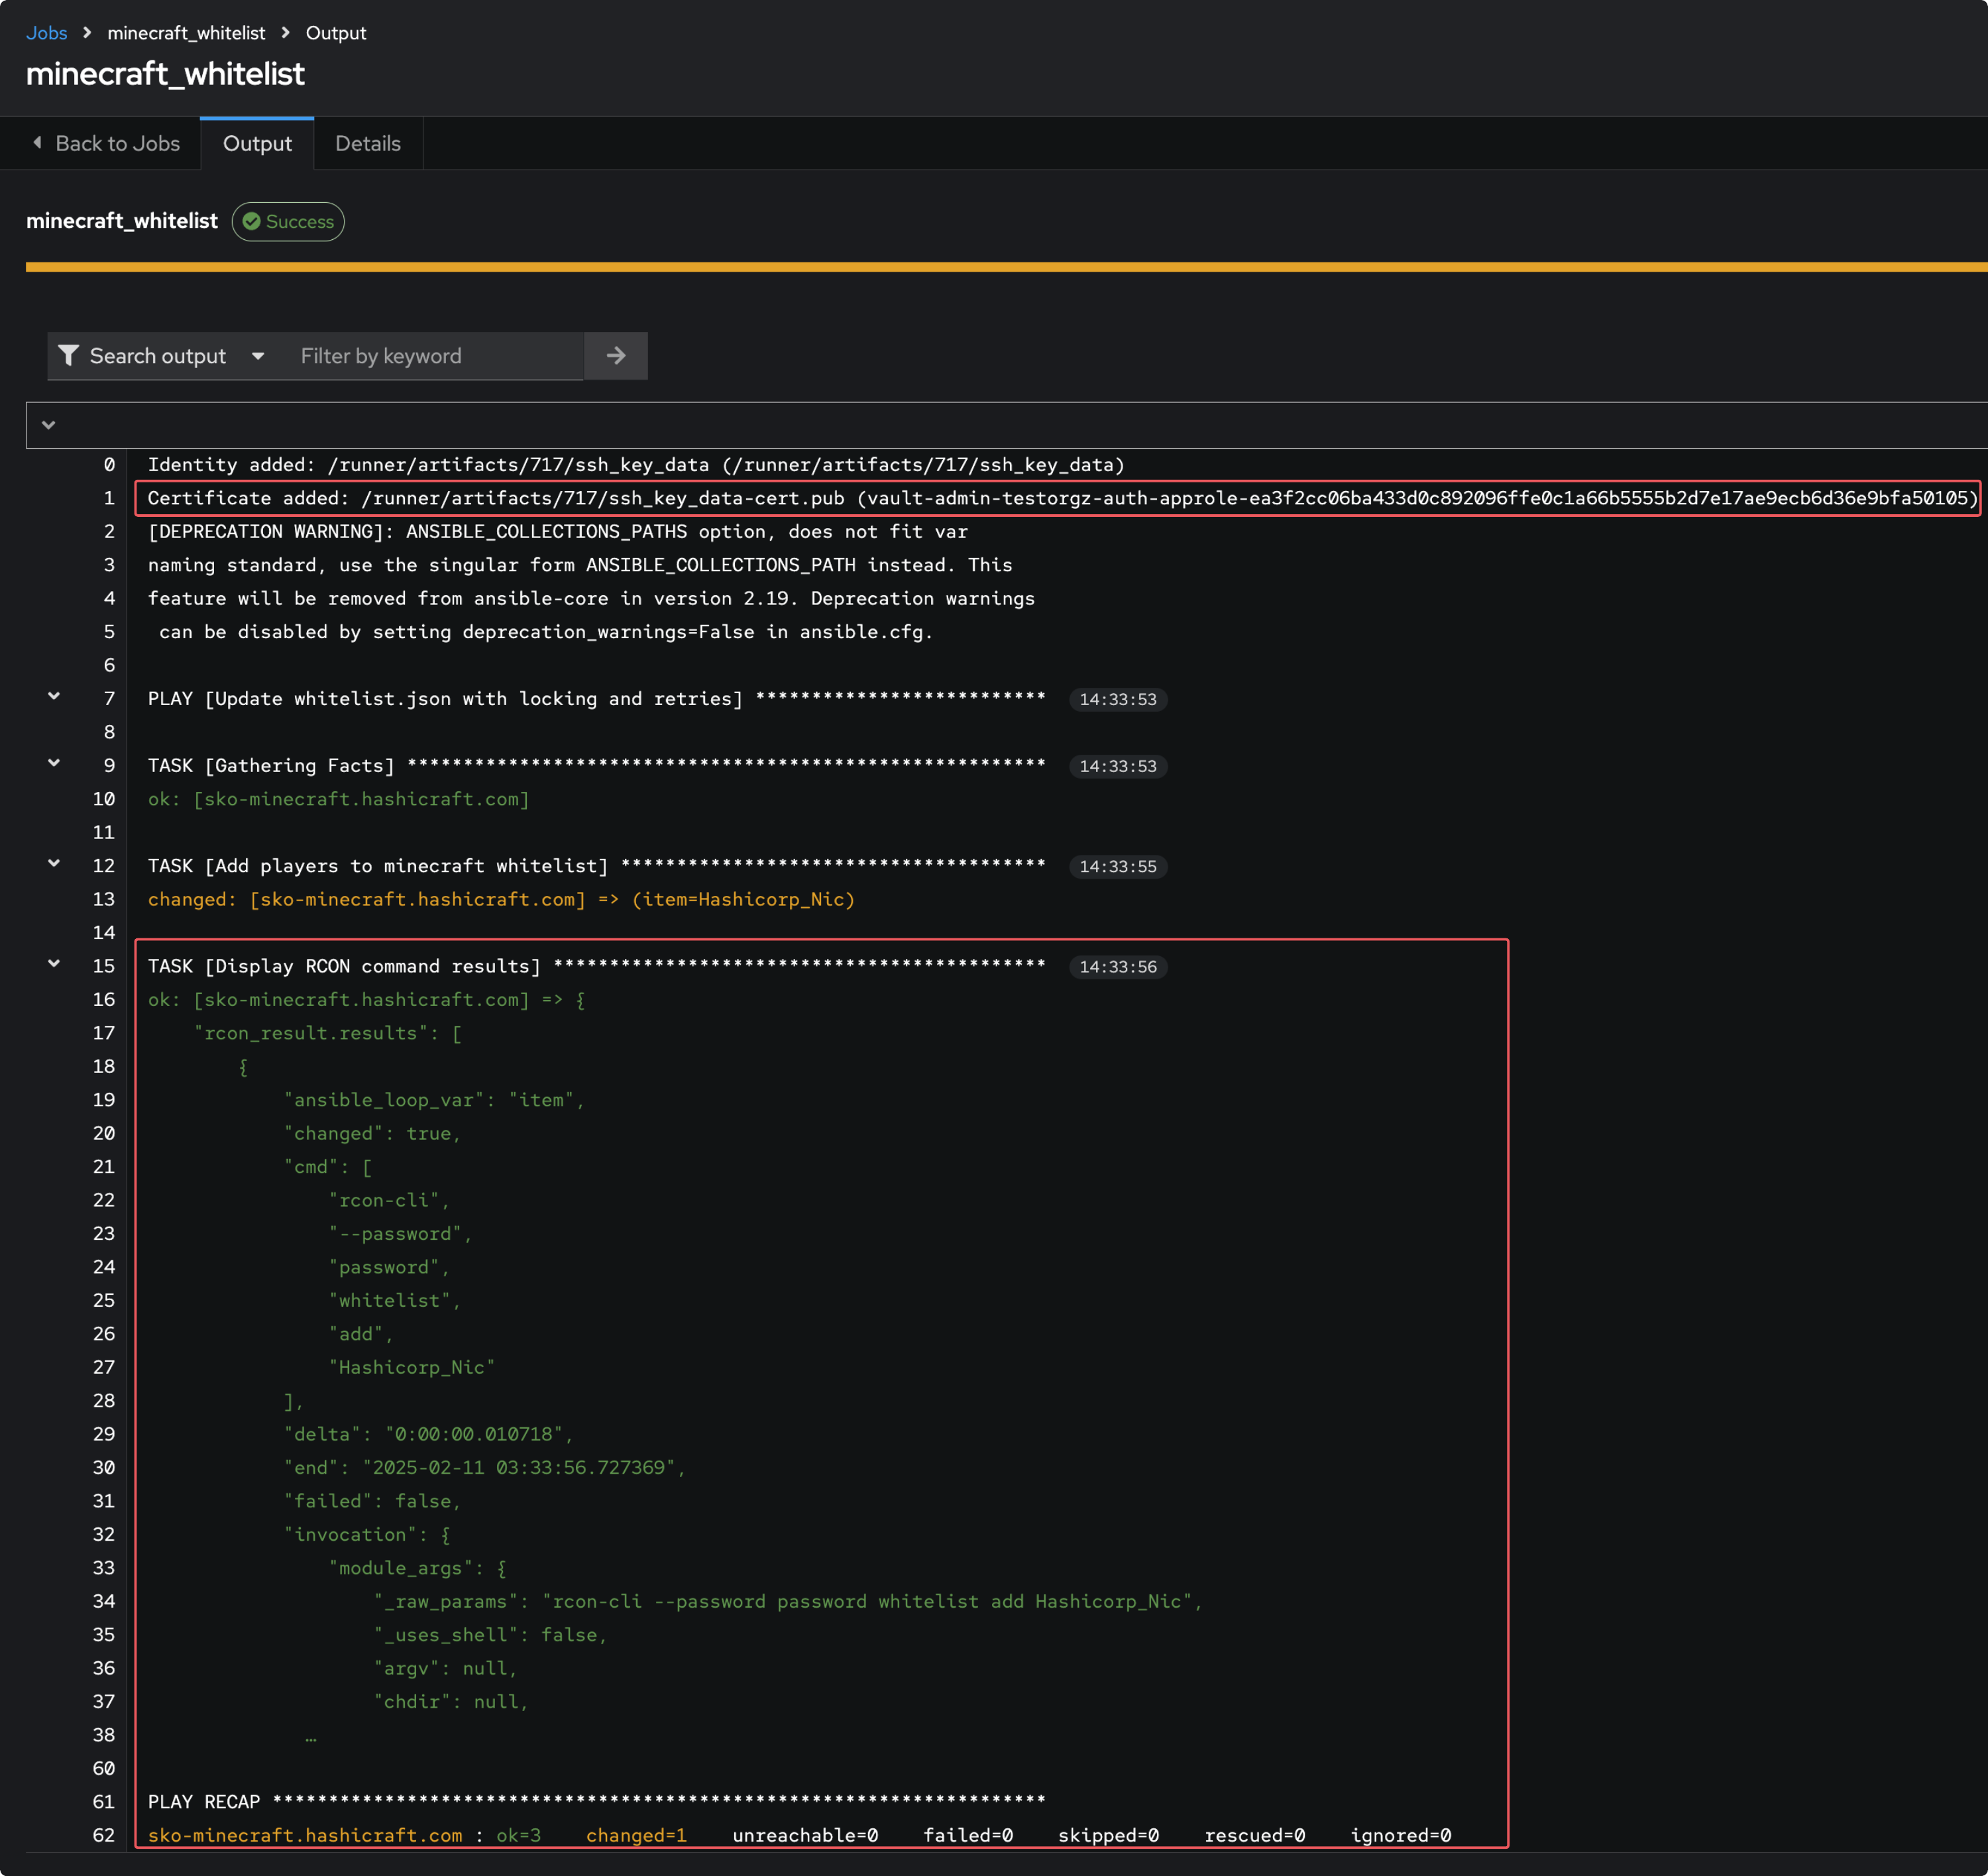 Jobs > minecraft_whitelist > Output
minecraft_whitelist
Back to Jobs Output Details
minecraft_whitelist Success
Search output Filter by keyword
0 Identity added: /runner/artifacts/717/ssh_key_data (/runner/artifacts/717/ssh_key_data)
1 Certificate added: /runner/artifacts/717/ssh_key_data-cert.pub (vault-admin-testorgz-auth-approle-ea3f2cc06ba433d0c892096ffe0c1a66b5555b2d7e17ae9ecb6d36e9bfa50105)
2 [DEPRECATION WARNING]: ANSIBLE_COLLECTIONS_PATHS option, does not fit var
3 naming standard, use the singular form ANSIBLE_COLLECTIONS_PATH instead. This
4 feature will be removed from ansible-core in version 2.19. Deprecation warnings
5 can be disabled by setting deprecation_warnings=False in ansible.cfg.
6
7 PLAY [Update whitelist.json with locking and retries] ************************** 14:33:53
8
9 TASK [Gathering Facts] ********************************************************* 14:33:53
10 ok: [sko-minecraft.hashicraft.com]
11
12 TASK [Add players to minecraft whitelist] ************************************** 14:33:55
13 changed: [sko-minecraft.hashicraft.com] => (item=Hashicorp_Nic)
14
15 TASK [Display RCON command results] ******************************************** 14:33:56
16 ok: [sko-minecraft.hashicraft.com] => {
17 "rcon_result.results": [
18 {
19 "ansible_loop_var": "item",
20 "changed": true,
21 "cmd": [
22 "rcon-cli",
23 "--password",
24 "password",
25 "whitelist",
26 "add",
27 "Hashicorp_Nic"
28 ],
29 "delta": "0:00:00.010718",
30 "end": "2025-02-11 03:33:56.727369",
31 "failed": false,
32 "invocation": {
33 "module_args": {
34 "_raw_params": "rcon-cli --password password whitelist add Hashicorp_Nic",
35 "_uses_shell": false,
36 "argv": null,
37 "chdir": null,
38 …
60
61 PLAY RECAP *********************************************************************
62 sko-minecraft.hashicraft.com : ok=3 changed=1 unreachable=0 failed=0 skipped=0 rescued=0 ignored=0